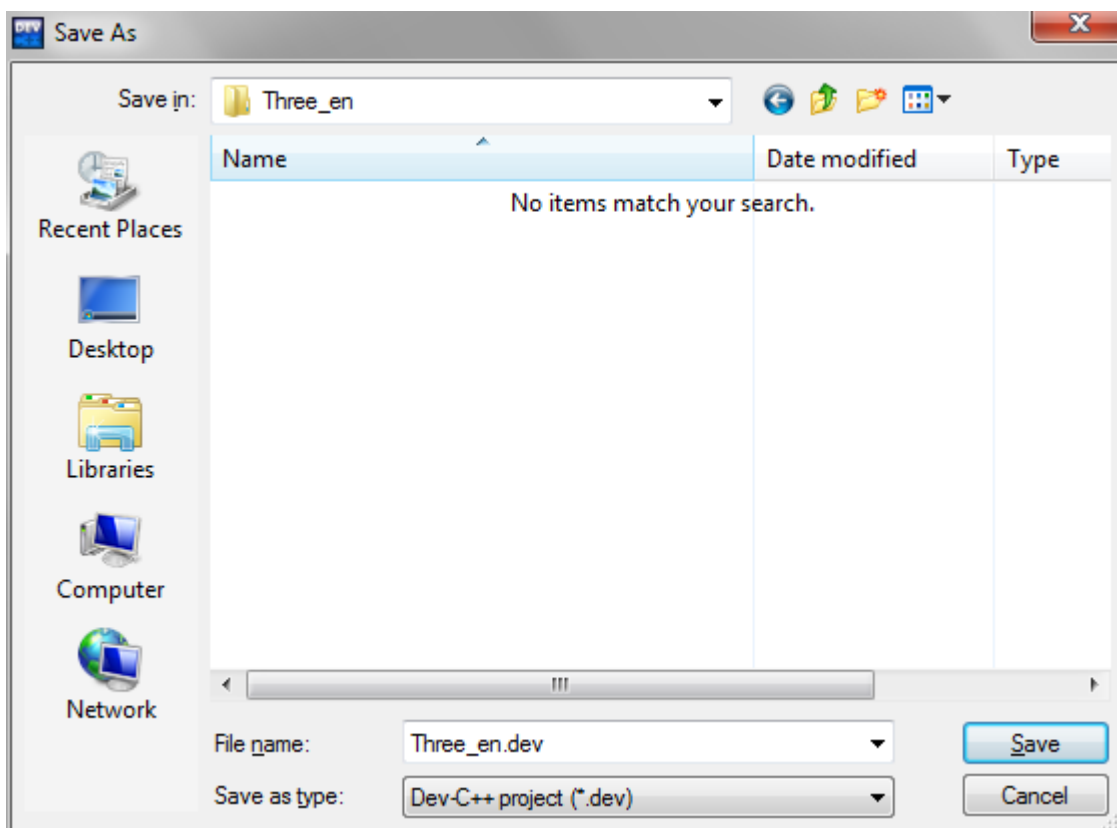 DEV
Save As
Save in:
Three_en
Name
Date modified
Type
No items match your search.
Recent Places
Desktop
Libraries
Computer
Network
File name:
Three_en.dev
Save
Save as type:
Dev-C++ project (*.dev)
Cancel